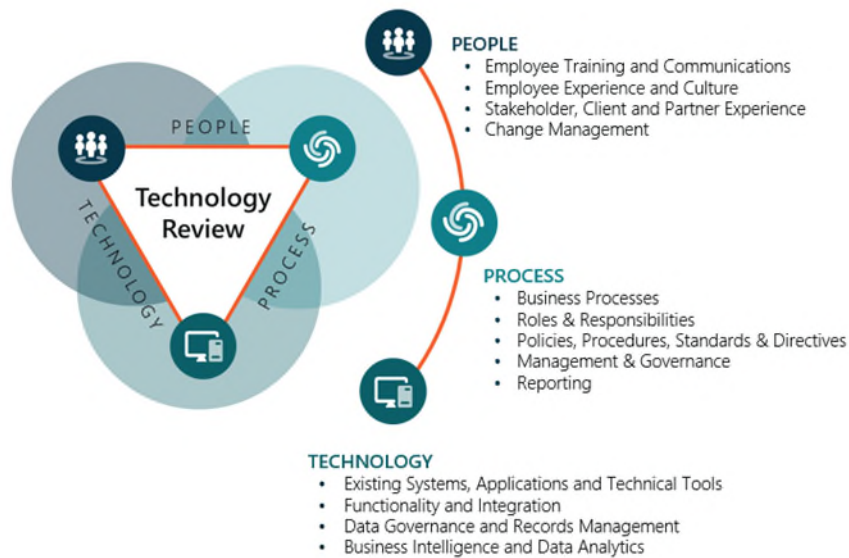 PEOPLE
TECHNOLOGY
PROCESS
Technology
Review
PEOPLE
• Employee Training and Communications
• Employee Experience and Culture
• Stakeholder, Client and Partner Experience
• Change Management
PROCESS
• Business Processes
• Roles & Responsibilities
• Policies, Procedures, Standards & Directives
• Management & Governance
• Reporting
TECHNOLOGY
• Existing Systems, Applications and Technical Tools
• Functionality and Integration
• Data Governance and Records Management
• Business Intelligence and Data Analytics